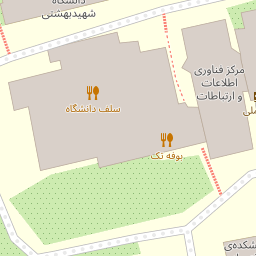 دانشگاه
شهیدبهشتی
مرکز فناوری
اطلاعات
و ارتباطات
سلف دانشگاه
بوفه تک